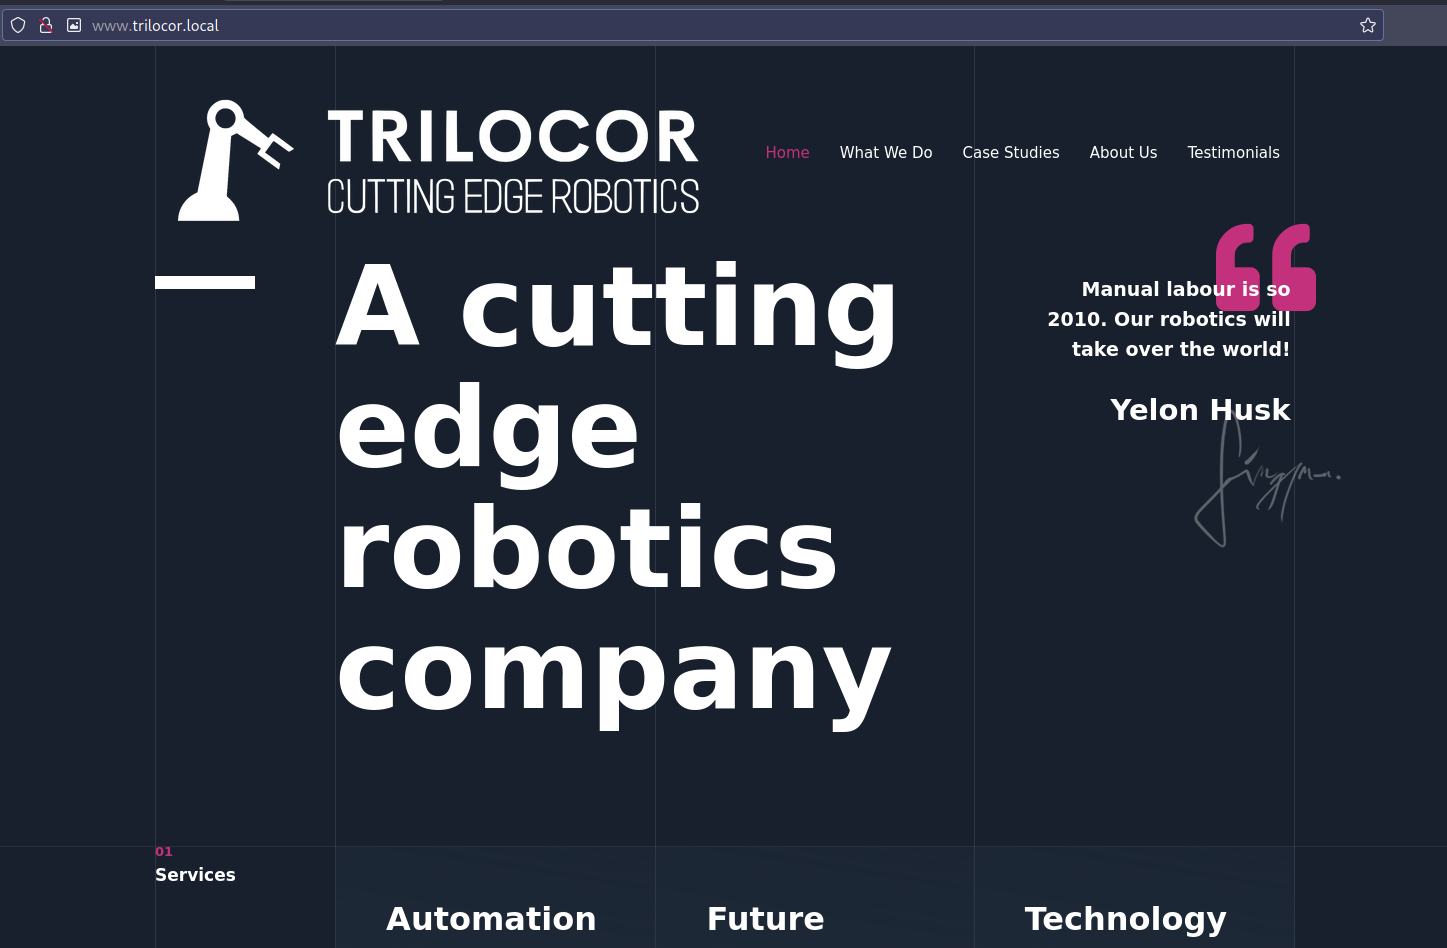 www.trilocor.local
TRILOCOR
CUTTING EDGE ROBOTICS
Home What We Do Case Studies About Us Testimonials
A cutting
edge
robotics
company
Manual labour is so
2010. Our robotics will
take over the world!
Yelon Husk
01
Services
Automation Future Technology